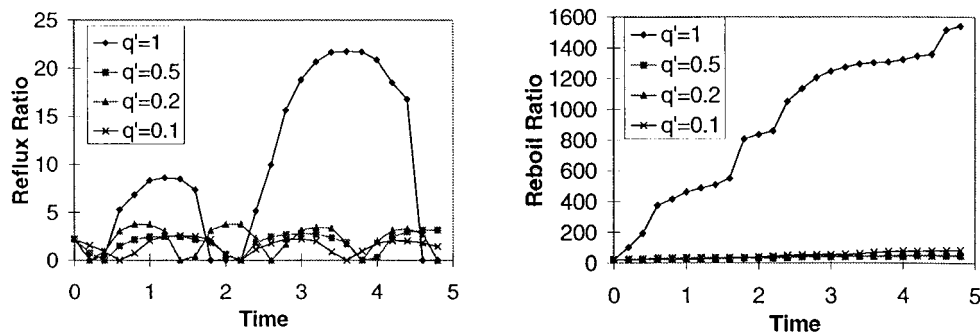 25
20
15
10
5
0
Reflux Ratio
q'=1
q'=0.5
q'=0.2
q'=0.1
0 1 2 3 4 5
Time
1600
1400
1200
1000
800
600
400
200
0
Reboil Ratio
q'=1
q'=0.5
q'=0.2
q'=0.1
0 1 2 3 4 5
Time